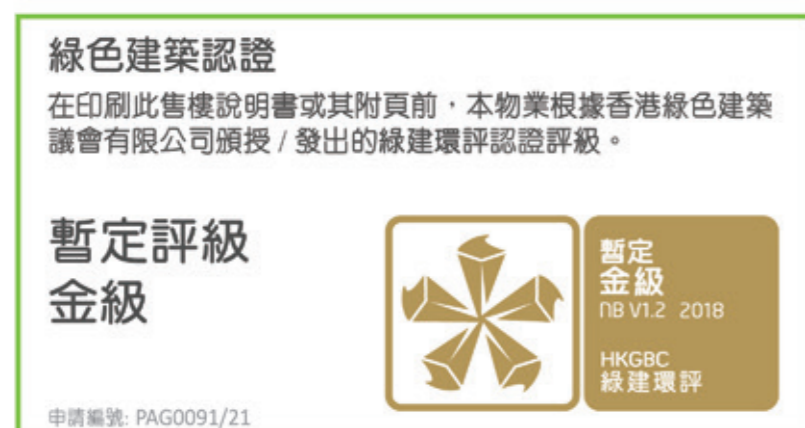 綠色建築認證
在印刷此售樓說明書或其附頁前，本物業根據香港綠色建築
議會有限公司頒授 / 發出的綠建環評認證評級。
暫定評級
金級
暫定
金級
NB V1.2 2018
HKGBC
綠建環評
申請編號: PAG0091/21